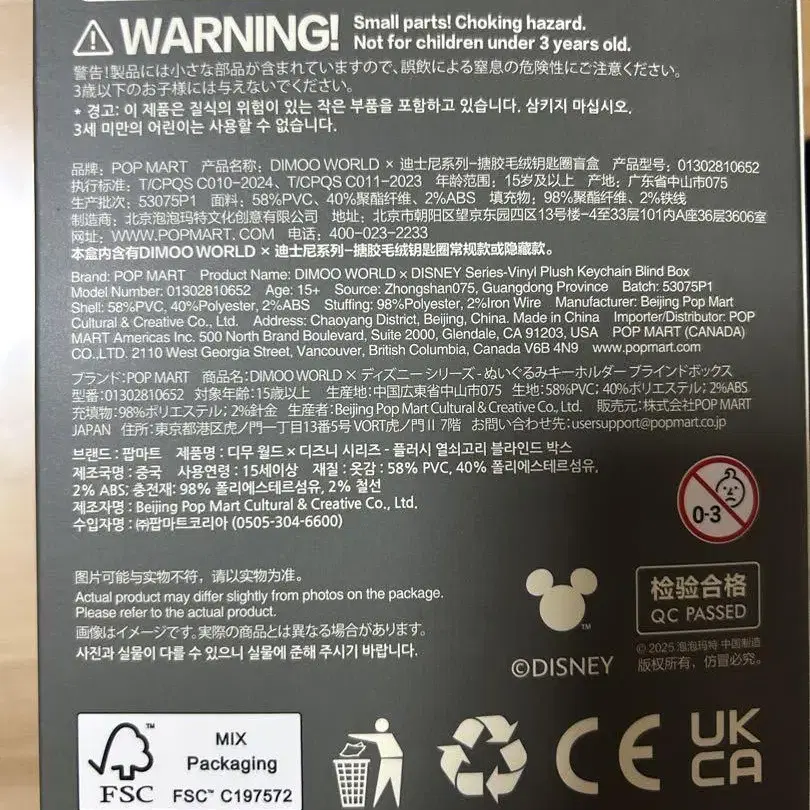 WARNING!
Small parts! Choking hazard.
Not for children under 3 years old.
警告!製品には小さな部品が含まれていますので、誤飲による窒息の危険性にご注意ください。
3歳以下のお子様には与えないでください。
* 경고: 이 제품은 질식의 위험이 있는 작은 부품을 포함하고 있습니다. 삼키지 마십시오.
3세 미만의 어린이는 사용할 수 없습니다.
品牌: POP MART 产品名称: DIMOO WORLD × 迪士尼系列-搪胶毛绒钥匙圈盲盒 产品型号: 01302810652
执行标准: T/CPQS C010-2024、T/CPQS C011-2023 年龄范围: 15岁及以上 产地: 广东省中山市075
生产批次: 53075P1 面料: 58%PVC、40%聚酯纤维、2%ABS 填充物: 98%聚酯纤维、2%铁线
制造商: 北京泡泡玛特文化创意有限公司 地址: 北京市朝阳区望京东园四区13号楼-4至33层101内A座36层3606室
网址: WWW.POPMART.COM 电话: 400-023-2233
本盒内含有DIMOO WORLD × 迪士尼系列-搪胶毛绒钥匙圈常规款或隐藏款。
Brand: POP MART Product Name: DIMOO WORLD × DISNEY Series-Vinyl Plush Keychain Blind Box
Model Number: 01302810652 Age: 15+ Source: Zhongshan075, Guangdong Province Batch: 53075P1
Shell: 58%PVC, 40%Polyester, 2%ABS Stuffing: 98%Polyester, 2%Iron Wire Manufacturer: Beijing Pop Mart
Cultural & Creative Co., Ltd. Address: Chaoyang District, Beijing, China. Made in China Importer/Distributor: POP
MART Americas Inc. 500 North Brand Boulevard, Suite 2000, Glendale, CA 91203, USA POP MART (CANADA)
CO.,LTD. 2110 West Georgia Street, Vancouver, British Columbia, Canada V6B 4N9 www.popmart.com
ブランド:POP MART 商品名:DIMOO WORLD × ディズニー シリーズ - ぬいぐるみキーホルダー ブラインドボックス
型番:01302810652 対象年齢:15歳以上 生産地:中国広東省中山市075 生地:58%PVC; 40%ポリエステル; 2%ABS
充填物:98%ポリエステル; 2%針金 生産者:Beijing Pop Mart Cultural & Creative Co., Ltd. 販売元:株式会社POP MART
JAPAN 住所:東京都港区虎ノ門一丁目13番5号 VORT虎ノ門II 7階 お問い合わせ先:usersupport@popmart.co.jp
브랜드 : 팝마트 제품명 : 디무 월드 × 디즈니 시리즈 - 플러시 열쇠고리 블라인드 박스
제조국명 : 중국 사용연령 : 15세이상 재질 : 옷감 : 58% PVC, 40% 폴리에스테르섬유,
2% ABS; 충전재: 98% 폴리에스테르섬유, 2% 철선
제조자명 : Beijing Pop Mart Cultural & Creative Co., Ltd.
수입자명 : ㈜팝마트코리아 (0505-304-6600)
0-3
图片可能与实物不符，请以实物为准。
Actual product may differ slightly from photos on the package.
Please refer to the actual product.
画像はイメージです。実際の商品とは異なる場合があります。
사진과 실물이 다를 수 있으니 실물에 준해 주시기 바랍니다.
TM
©DISNEY
检验合格
QC PASSED
© 2025 泡泡玛特 中国制造
版权所有，仿冒必究。
FSC
MIX
Packaging
FSC™ C197572
CE
UK
CA